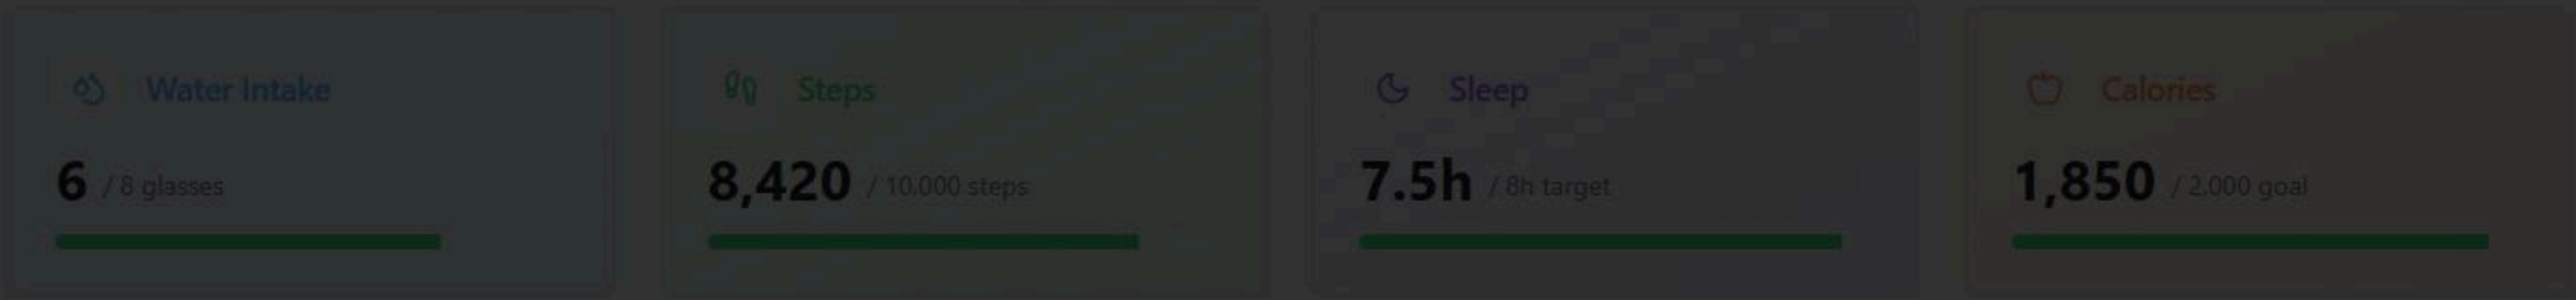 Water Intake
6 / 8 glasses
Steps
8,420 / 10.000 steps
Sleep
7.5h / 8h target
Calories
1,850 / 2.000 goal